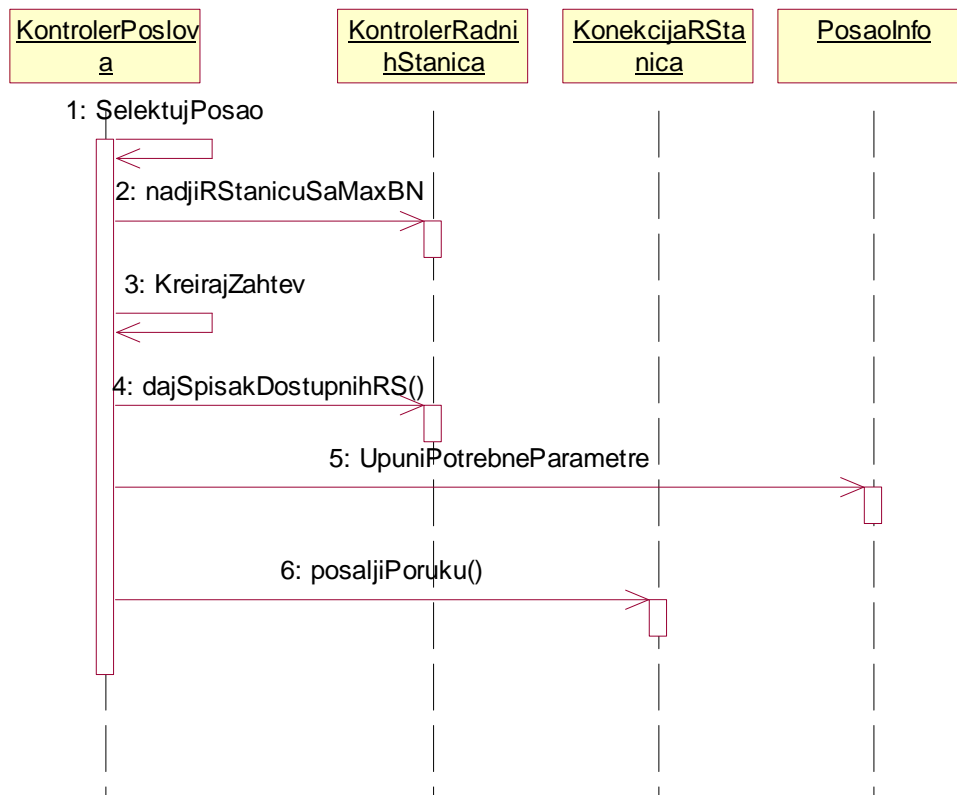 KontrolerPoslov
a
KontrolerRadni
hStanica
KonekcijaRSta
nica
PosaoInfo
1: SelektujPosao
2: nadjiRStanicuSaMaxBN
3: KreirajZahtev
4: dajSpisakDostupnihRS()
5: UpuniPotrebneParametre
6: posaljiPoruku()